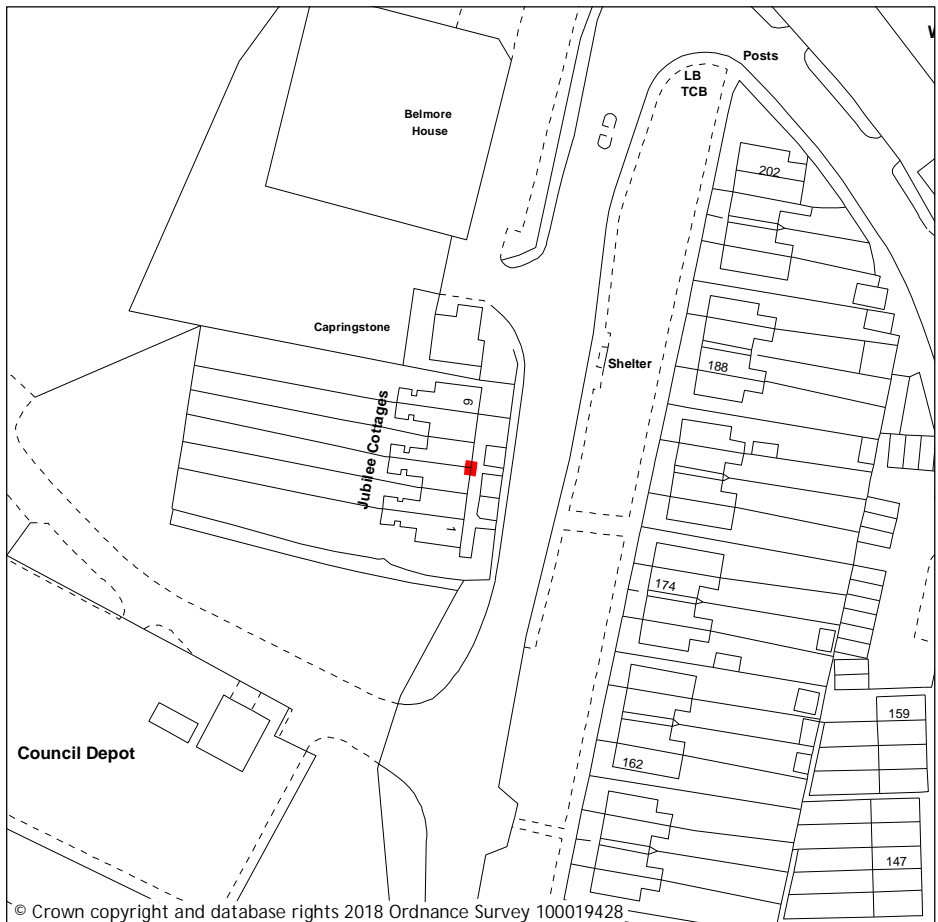 W
Posts
LB
TCB
Belmore
House
202
Capringstone
Shelter
188
Jubilee Cottages
6
1
174
159
Council Depot
162
147
© Crown copyright and database rights 2018 Ordnance Survey 100019428